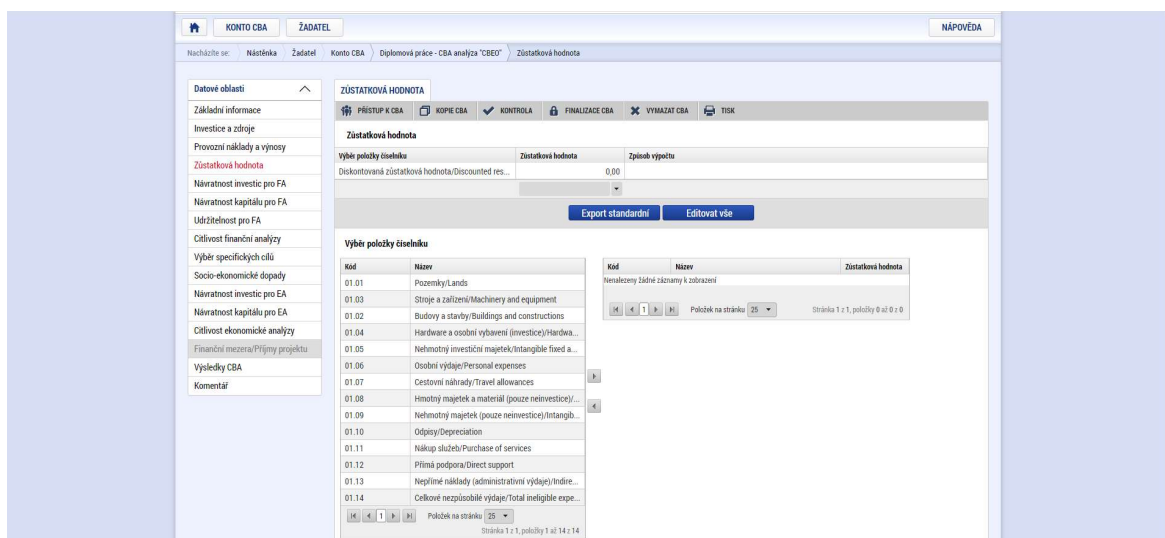 KONTO CBA ŽADATEL NÁPOVĚDA
Nacházíte se: Nástěnka Žadatel Konto CBA Diplomová práce - CBA analýza "CBEO" Zůstatková hodnota
Datové oblasti
Základní informace
Investice a zdroje
Provozní náklady a výnosy
Zůstatková hodnota
Návratnost investic pro FA
Návratnost kapitálu pro FA
Udržitelnost pro FA
Citlivost finanční analýzy
Výběr specifických cílů
Socio-ekonomické dopady
Návratnost investic pro EA
Návratnost kapitálu pro EA
Citlivost ekonomické analýzy
Finanční mezera/Příjmy projektu
Výsledky CBA
Komentář
ZŮSTATKOVÁ HODNOTA
PŘÍSTUP K CBA KOPIE CBA KONTROLA FINALIZACE CBA VYMAZAT CBA TISK
Zůstatková hodnota
Výběr položky číselníku Zůstatková hodnota Způsob výpočtu
Diskontovaná zůstatková hodnota/Discounted res... 0,00
Export standardní Editovat vše
Výběr položky číselníku
Kód Název
01.01 Pozemky/Lands
01.03 Stroje a zařízení/Machinery and equipment
01.02 Budovy a stavby/Buildings and constructions
01.04 Hardware a osobní vybavení (investice)/Hardwa...
01.05 Nehmotný investiční majetek/Intangible fixed a...
01.06 Osobní výdaje/Personal expenses
01.07 Cestovní náhrady/Travel allowances
01.08 Hmotný majetek a materiál (pouze neinvestice)/...
01.09 Nehmotný majetek (pouze neinvestice)/Intangib...
01.10 Odpisy/Depreciation
01.11 Nákup služeb/Purchase of services
01.12 Přímá podpora/Direct support
01.13 Nepřímé náklady (administrativní výdaje)/Indire...
01.14 Celkové nezpůsobilé výdaje/Total ineligible expe...
1 Položek na stránku 25
Stránka 1 z 1, položky 1 až 14 z 14
Kód Název Zůstatková hodnota
Nenalezeny žádné záznamy k zobrazení
1 Položek na stránku 25 Stránka 1 z 1, položky 0 až 0 z 0